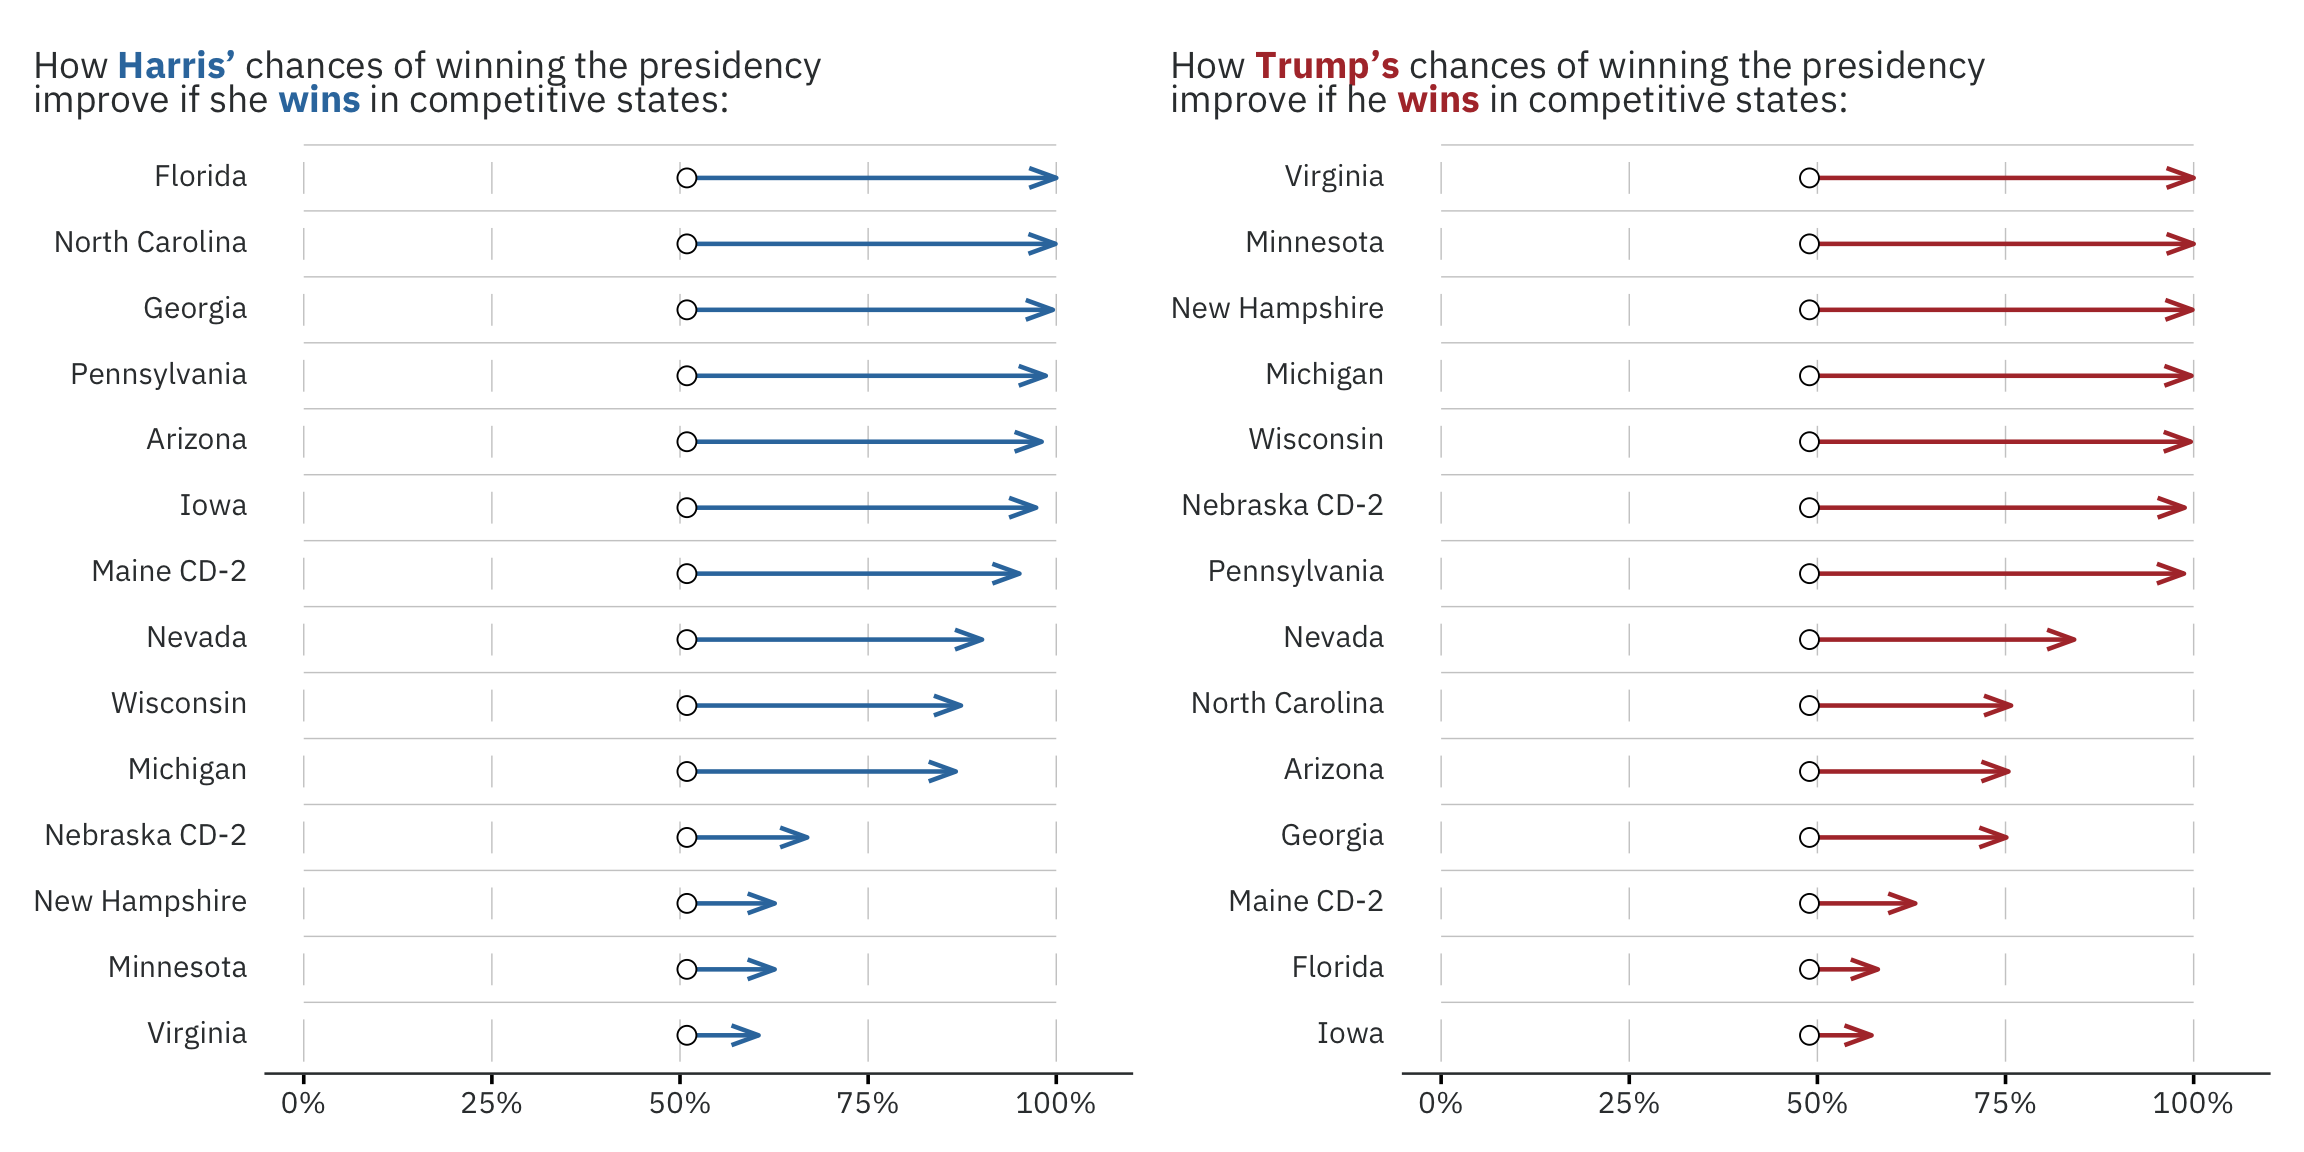 How Harris’ chances of winning the presidency
improve if she wins in competitive states:
Florida
North Carolina
Georgia
Pennsylvania
Arizona
Iowa
Maine CD-2
Nevada
Wisconsin
Michigan
Nebraska CD-2
New Hampshire
Minnesota
Virginia
0% 25% 50% 75% 100%
How Trump’s chances of winning the presidency
improve if he wins in competitive states:
Virginia
Minnesota
New Hampshire
Michigan
Wisconsin
Nebraska CD-2
Pennsylvania
Nevada
North Carolina
Arizona
Georgia
Maine CD-2
Florida
Iowa
0% 25% 50% 75% 100%